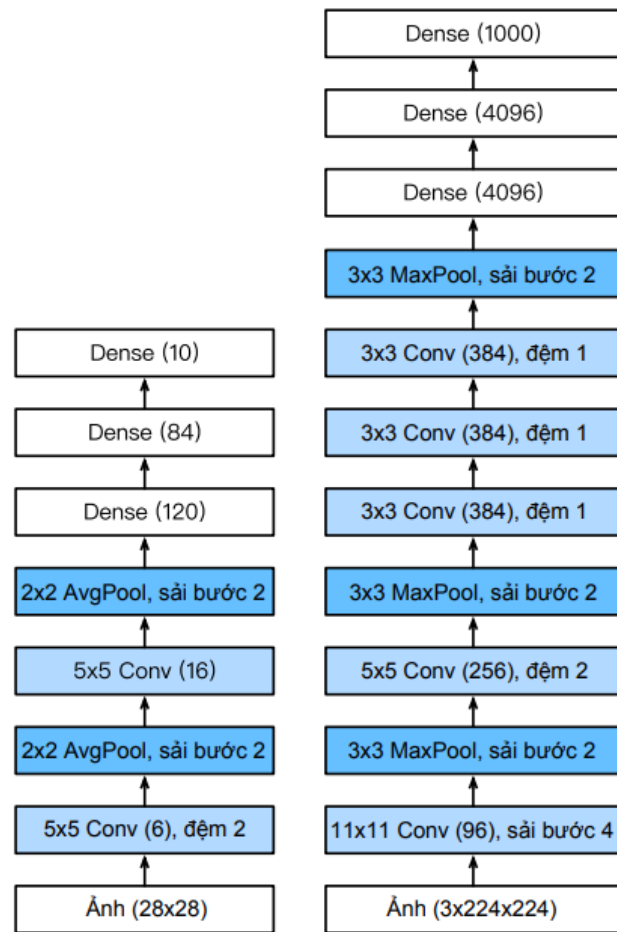 Dense (10)
Dense (84)
Dense (120)
2x2 AvgPool, sải bước 2
5x5 Conv (16)
2x2 AvgPool, sải bước 2
5x5 Conv (6), đệm 2
Ảnh (28x28)
Dense (1000)
Dense (4096)
Dense (4096)
3x3 MaxPool, sải bước 2
3x3 Conv (384), đệm 1
3x3 Conv (384), đệm 1
3x3 Conv (384), đệm 1
3x3 MaxPool, sải bước 2
5x5 Conv (256), đệm 2
3x3 MaxPool, sải bước 2
11x11 Conv (96), sải bước 4
Ảnh (3x224x224)